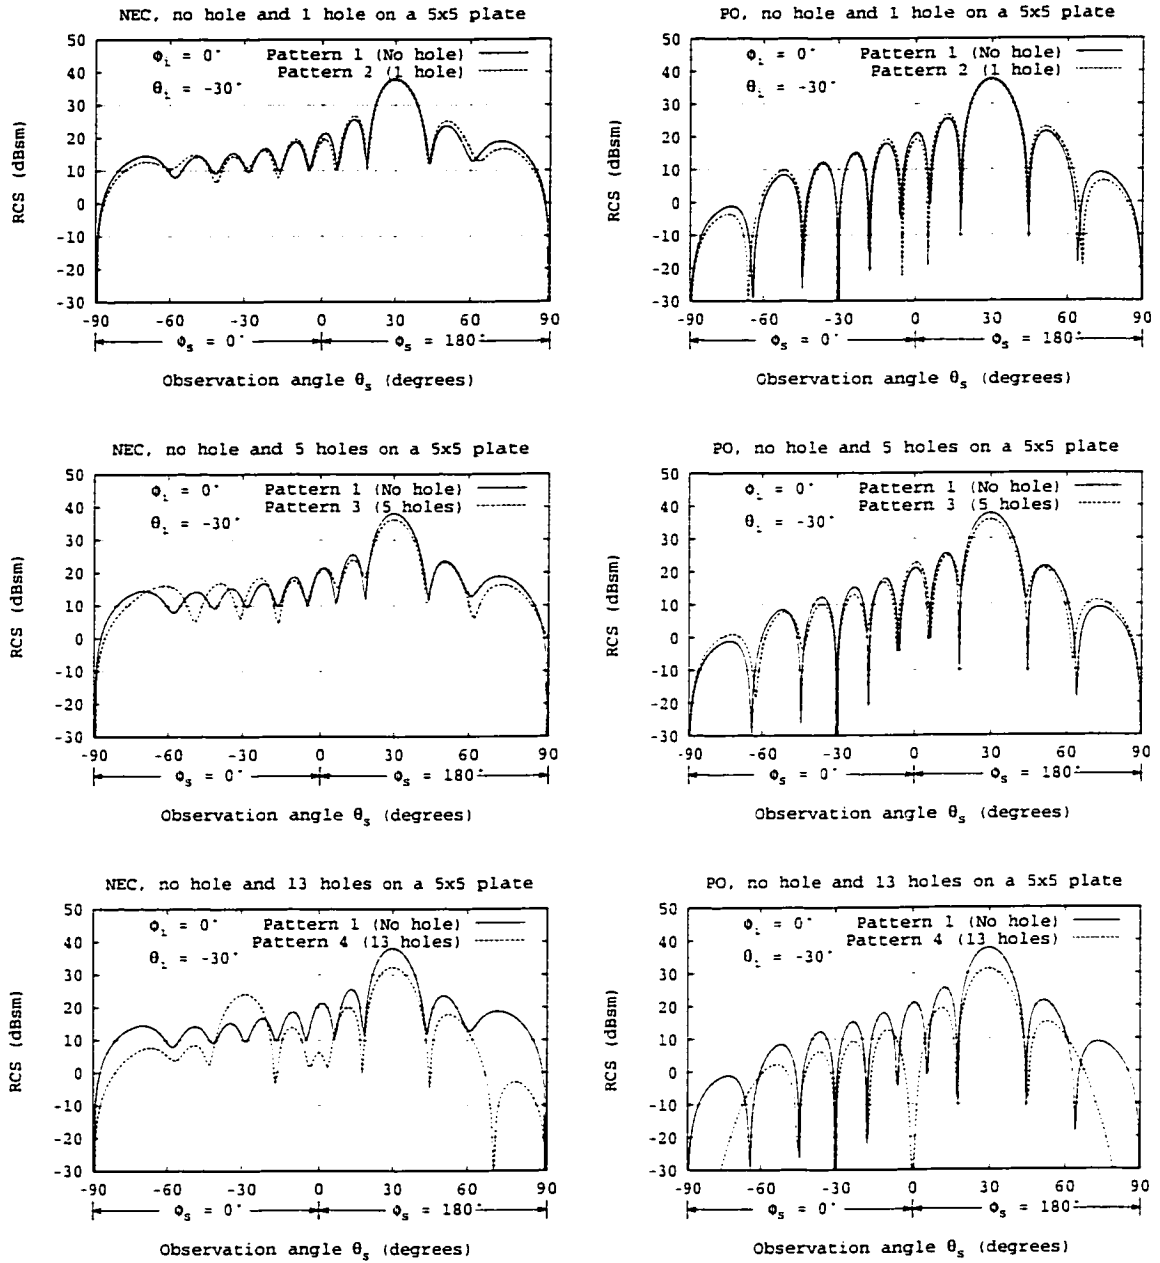 NEC, no hole and 1 hole on a 5x5 plate
Φi = 0° Pattern 1 (No hole)
Pattern 2 (1 hole)
θi = -30°
50
40
30
20
10
0
-10
-20
-30
RCS (dBsm)
-90 -60 -30 0 30 60 90
Φs = 0° Φs = 180°
Observation angle θs (degrees)
PO, no hole and 1 hole on a 5x5 plate
Φi = 0° Pattern 1 (No hole)
Pattern 2 (1 hole)
θi = -30°
50
40
30
20
10
0
-10
-20
-30
RCS (dBsm)
-90 -60 -30 0 30 60 90
Φs = 0° Φs = 180°
Observation angle θs (degrees)
NEC, no hole and 5 holes on a 5x5 plate
Φi = 0° Pattern 1 (No hole)
Pattern 3 (5 holes)
θi = -30°
50
40
30
20
10
0
-10
-20
-30
RCS (dBsm)
-90 -60 -30 0 30 60 90
Φs = 0° Φs = 180°
Observation angle θs (degrees)
PO, no hole and 5 holes on a 5x5 plate
Φi = 0° Pattern 1 (No hole)
Pattern 3 (5 holes)
θi = -30°
50
40
30
20
10
0
-10
-20
-30
RCS (dBsm)
-90 -60 -30 0 30 60 90
Φs = 0° Φs = 180°
Observation angle θs (degrees)
NEC, no hole and 13 holes on a 5x5 plate
Φi = 0° Pattern 1 (No hole)
Pattern 4 (13 holes)
θi = -30°
50
40
30
20
10
0
-10
-20
-30
RCS (dBsm)
-90 -60 -30 0 30 60 90
Φs = 0° Φs = 180°
Observation angle θs (degrees)
PO, no hole and 13 holes on a 5x5 plate
Φi = 0° Pattern 1 (No hole)
Pattern 4 (13 holes)
θi = -30°
50
40
30
20
10
0
-10
-20
-30
RCS (dBsm)
-90 -60 -30 0 30 60 90
Φs = 0° Φs = 180°
Observation angle θs (degrees)